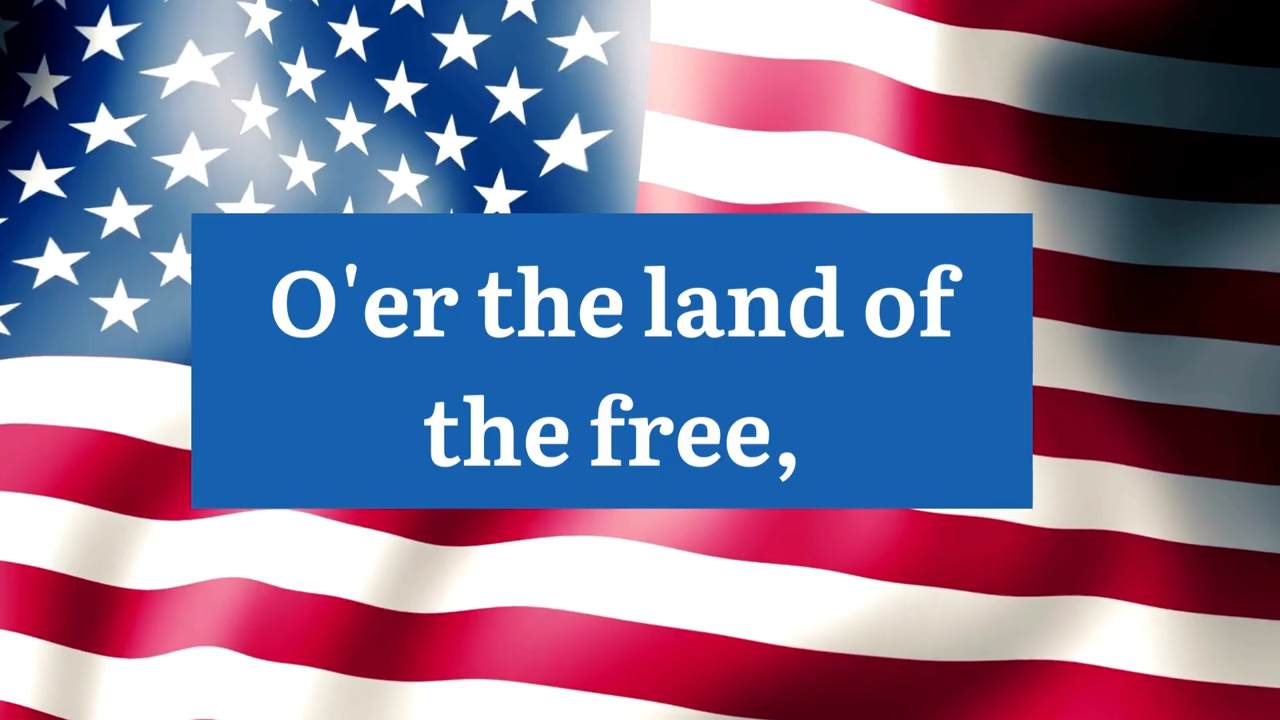 O'er the land of
the free,